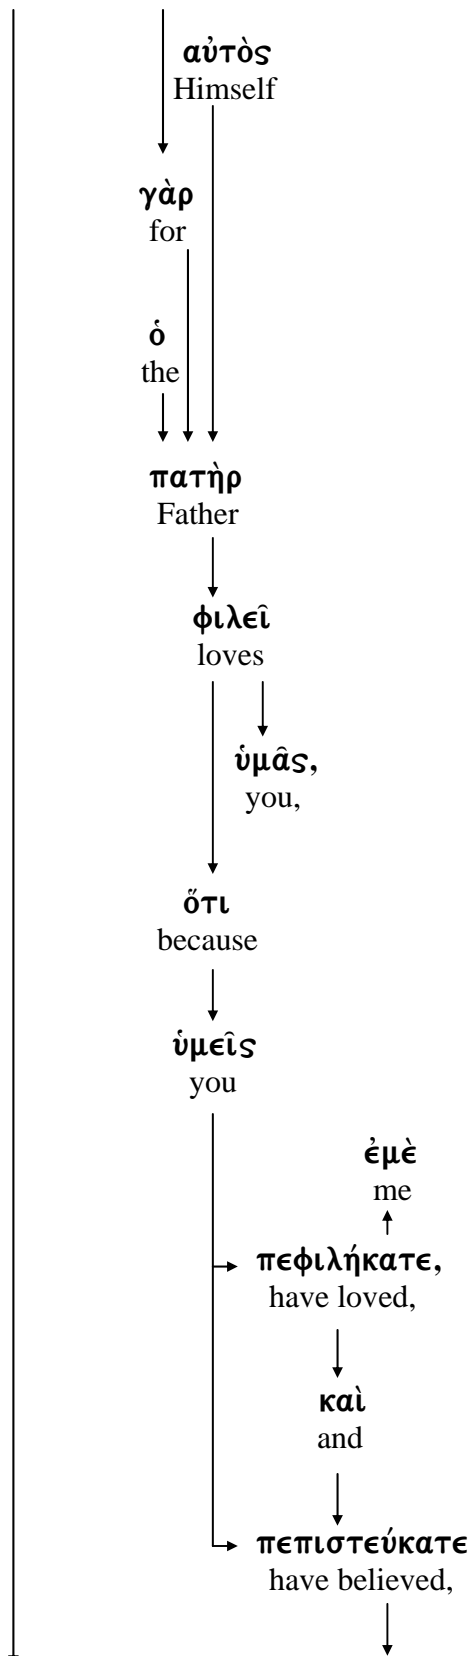 αὐτὸς
Himself
γὰρ
for
ὁ
the
πατὴρ
Father
φιλεῖ
loves
ὑμᾶς,
you,
ὅτι
because
ὑμεῖς
you
ἐμὲ
me
πεφιλήκατε,
have loved,
καὶ
and
πεπιστεύκατε
have believed,